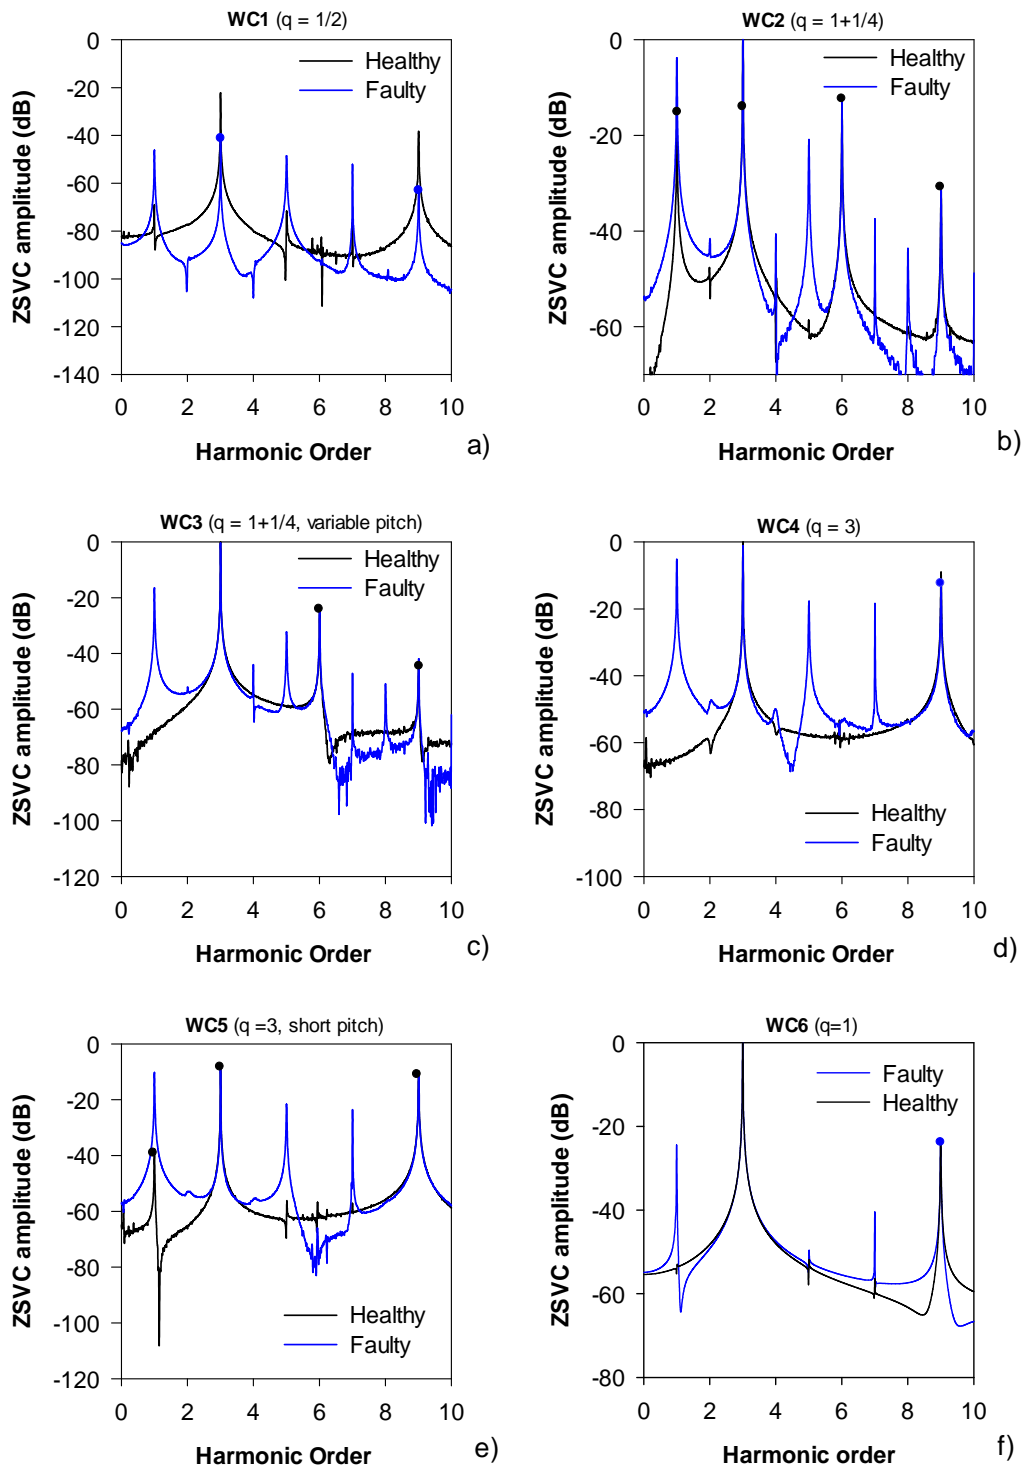 WC1 (q = 1/2)
ZSVC amplitude (dB)
0
-20
-40
-60
-80
-100
-120
-140
Healthy
Faulty
0 2 4 6 8 10
Harmonic Order
a)
WC2 (q = 1+1/4)
ZSVC amplitude (dB)
0
-20
-40
-60
Healthy
Faulty
0 2 4 6 8 10
Harmonic Order
b)
WC3 (q = 1+1/4, variable pitch)
ZSVC amplitude (dB)
0
-20
-40
-60
-80
-100
-120
Healthy
Faulty
0 2 4 6 8 10
Harmonic Order
c)
WC4 (q = 3)
ZSVC amplitude (dB)
0
-20
-40
-60
-80
-100
Healthy
Faulty
0 2 4 6 8 10
Harmonic Order
d)
WC5 (q =3, short pitch)
ZSVC amplitude (dB)
0
-20
-40
-60
-80
-100
-120
Healthy
Faulty
0 2 4 6 8 10
Harmonic Order
e)
WC6 (q=1)
ZSVC amplitude (dB)
0
-20
-40
-60
-80
Faulty
Healthy
0 2 4 6 8 10
Harmonic order
f)